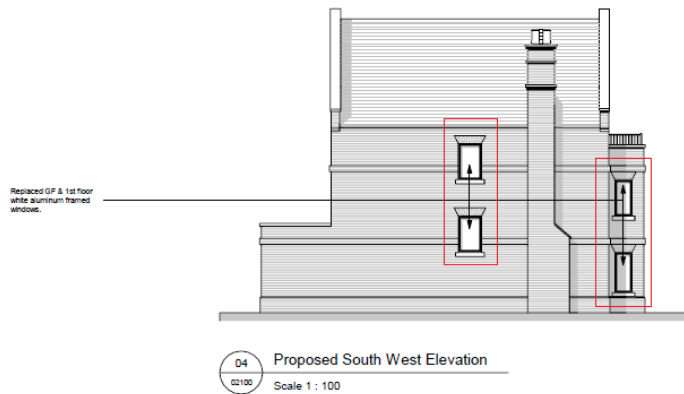 Replaced GF & 1st floor
white aluminum framed
windows.
04
02100
Proposed South West Elevation
Scale 1 : 100